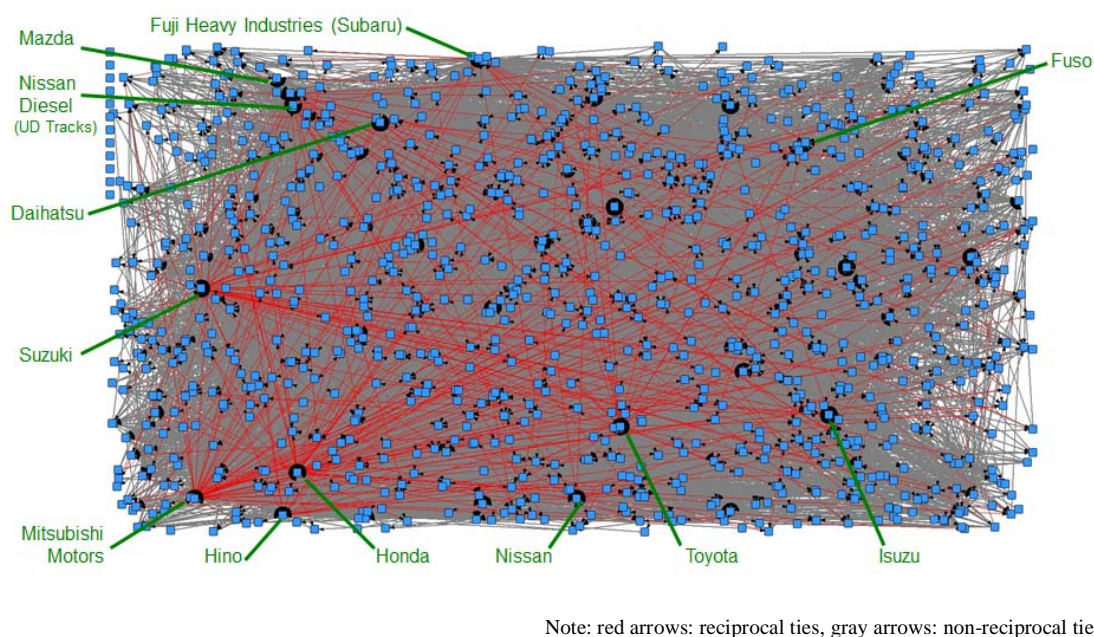 Fuji Heavy Industries (Subaru)
Mazda
Fuso
Nissan
Diesel
(UD Tracks)
Daihatsu
Suzuki
Mitsubishi
Motors
Hino
Honda
Nissan
Toyota
Isuzu
Note: red arrows: reciprocal ties, gray arrows: non-reciprocal tie